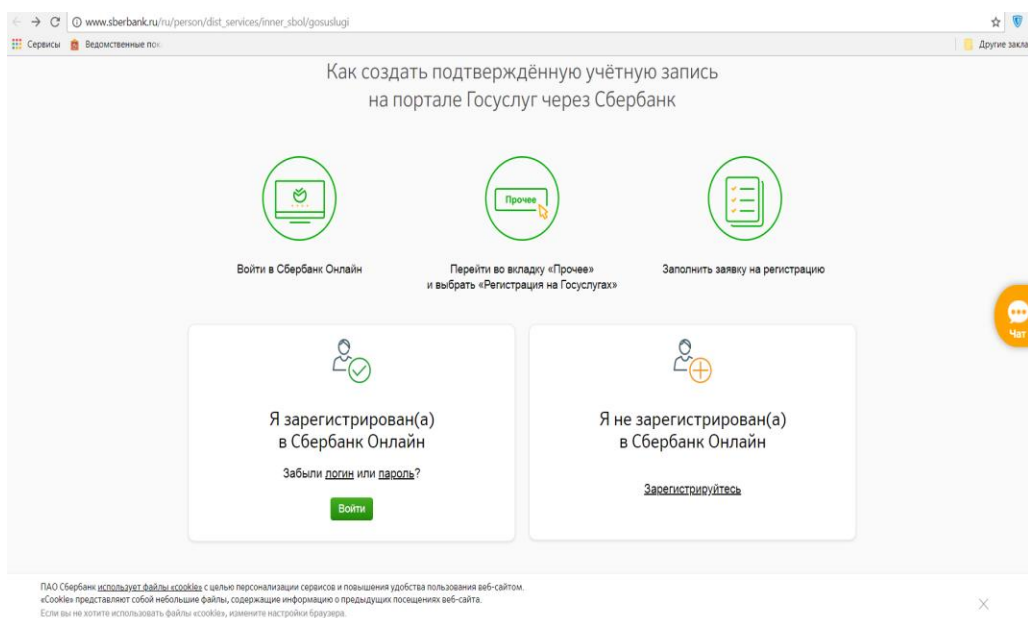 www.sberbank.ru/ru/person/dist_services/inner_sbol/gosuslugi
Сервисы Ведомственные пок Другие закла
Как создать подтверждённую учётную запись
на портале Госуслуг через Сбербанк
Прочее
Войти в Сбербанк Онлайн
Перейти во вкладку «Прочее»
и выбрать «Регистрация на Госуслугах»
Заполнить заявку на регистрацию
Чат
Я зарегистрирован(а)
в Сбербанк Онлайн
Забыли логин или пароль?
Войти
Я не зарегистрирован(а)
в Сбербанк Онлайн
Зарегистрируйтесь
ПАО Сбербанк использует файлы «cookie» с целью персонализации сервисов и повышения удобства пользования веб-сайтом.
«Cookie» представляют собой небольшие файлы, содержащие информацию о предыдущих посещениях веб-сайта.
Если вы не хотите использовать файлы «cookie», измените настройки браузера.